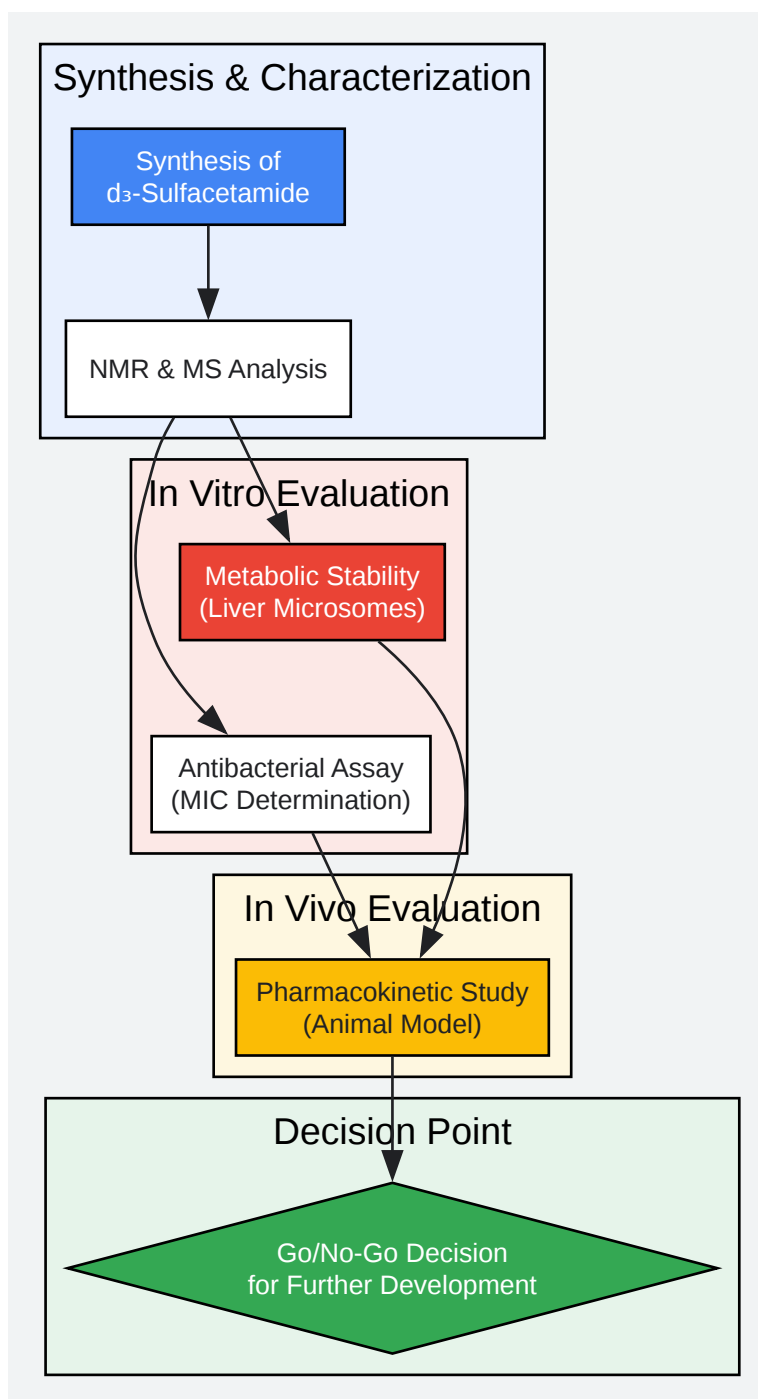 Synthesis & Characterization
Synthesis of
d₃-Sulfacetamide
NMR & MS Analysis
In Vitro Evaluation
Metabolic Stability
(Liver Microsomes)
Antibacterial Assay
(MIC Determination)
In Vivo Evaluation
Pharmacokinetic Study
(Animal Model)
Decision Point
Go/No-Go Decision
for Further Development